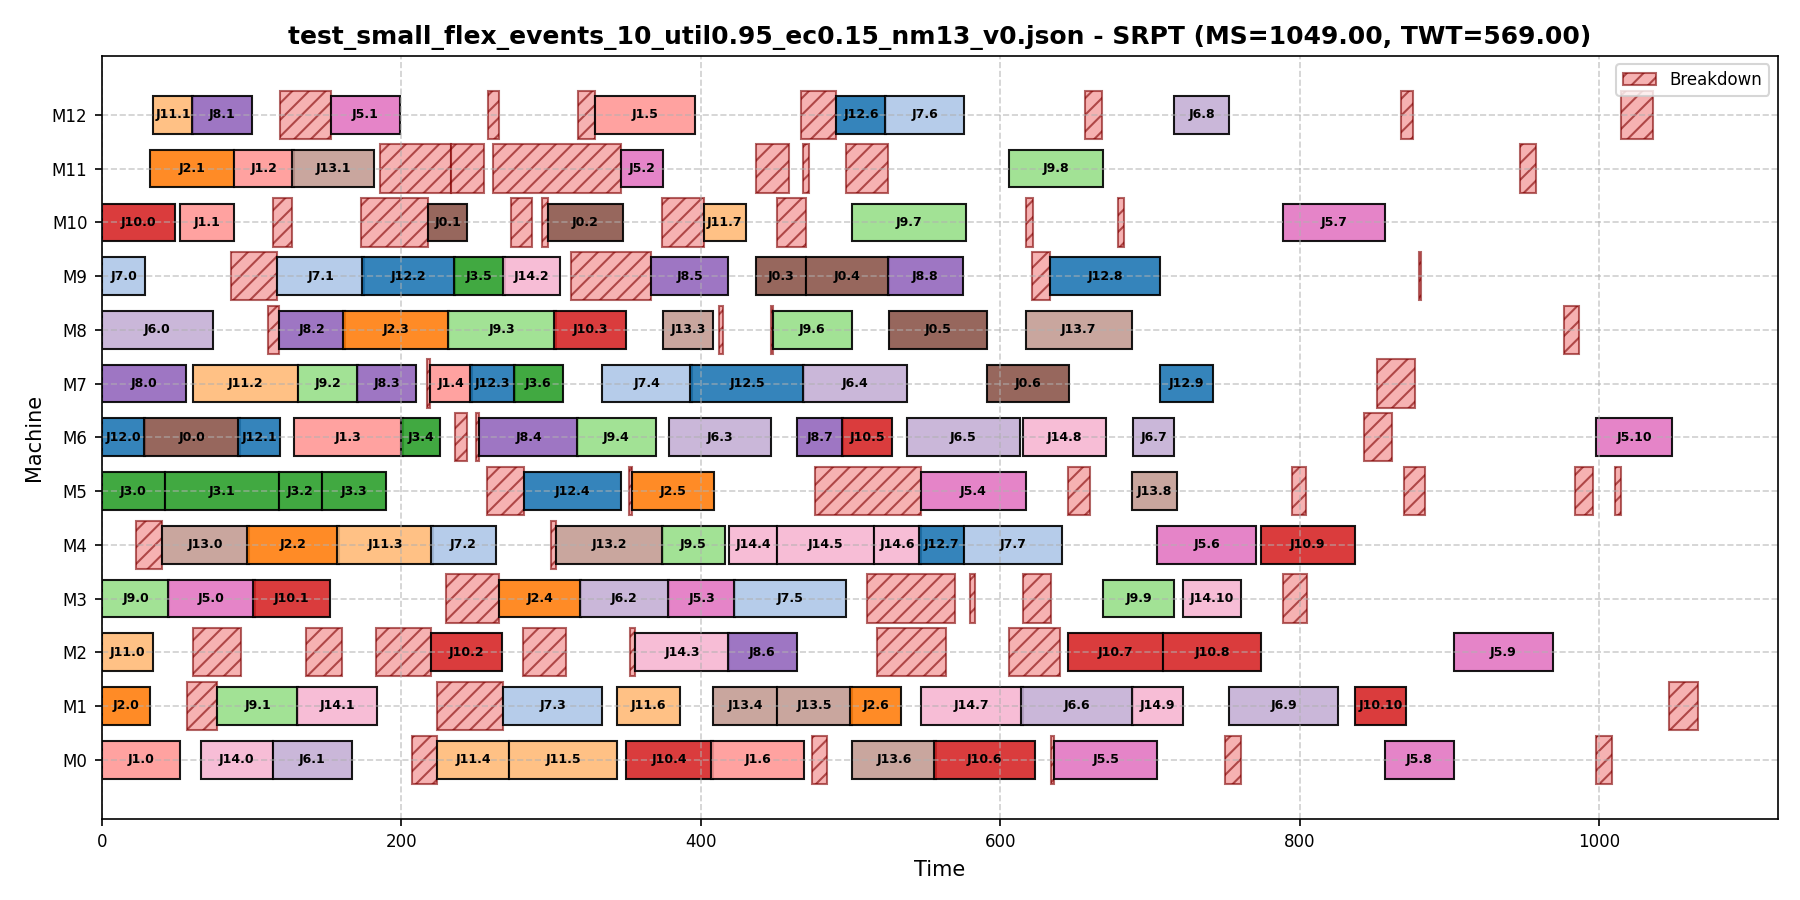 test_small_flex_events_10_util0.95_ec0.15_nm13_v0.json - SRPT (MS=1049.00, TWT=569.00)
Breakdown
M12 J11.1 J8.1 J5.1 J1.5 J12.6 J7.6 J6.8
M11 J2.1 J1.2 J13.1 J5.2 J9.8
M10 J10.0 J1.1 J0.1 J0.2 J11.7 J9.7 J5.7
M9 J7.0 J7.1 J12.2 J3.5 J14.2 J8.5 J0.3 J0.4 J8.8 J12.8
M8 J6.0 J8.2 J2.3 J9.3 J10.3 J13.3 J9.6 J0.5 J13.7
M7 J8.0 J11.2 J9.2 J8.3 J1.4 J12.3 J3.6 J7.4 J12.5 J6.4 J0.6 J12.9
M6 J12.0 J0.0 J12.1 J1.3 J3.4 J8.4 J9.4 J6.3 J8.7 J10.5 J6.5 J14.8 J6.7 J5.10
M5 J3.0 J3.1 J3.2 J3.3 J12.4 J2.5 J5.4 J13.8
M4 J13.0 J2.2 J11.3 J7.2 J13.2 J9.5 J14.4 J14.5 J14.6 J12.7 J7.7 J5.6 J10.9
M3 J9.0 J5.0 J10.1 J2.4 J6.2 J5.3 J7.5 J9.9 J14.10
M2 J11.0 J10.2 J14.3 J8.6 J10.7 J10.8 J5.9
M1 J2.0 J9.1 J14.1 J7.3 J11.6 J13.4 J13.5 J2.6 J14.7 J6.6 J14.9 J6.9 J10.10
M0 J1.0 J14.0 J6.1 J11.4 J11.5 J10.4 J1.6 J13.6 J10.6 J5.5 J5.8
0 200 400 600 800 1000
Time
Machine